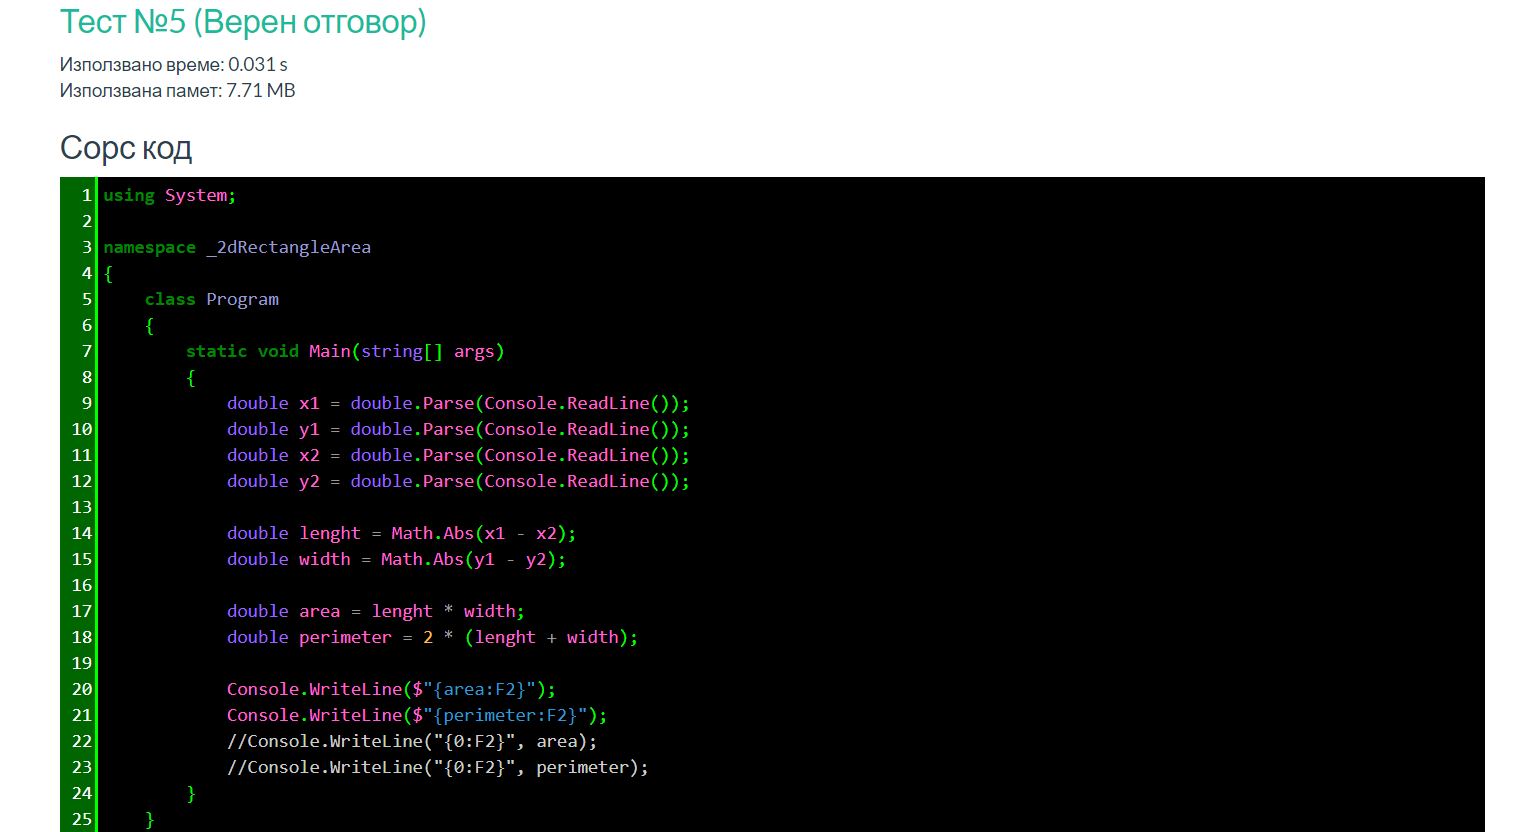 Тест №5 (Верен отговор)
Използвано време: 0.031 s
Използвана памет: 7.71 MB
Сорс код
1 using System;
2
3 namespace _2dRectangleArea
4 {
5     class Program
6     {
7         static void Main(string[] args)
8         {
9             double x1 = double.Parse(Console.ReadLine());
10             double y1 = double.Parse(Console.ReadLine());
11             double x2 = double.Parse(Console.ReadLine());
12             double y2 = double.Parse(Console.ReadLine());
13
14             double lenght = Math.Abs(x1 - x2);
15             double width = Math.Abs(y1 - y2);
16
17             double area = lenght * width;
18             double perimeter = 2 * (lenght + width);
19
20             Console.WriteLine($"{area:F2}");
21             Console.WriteLine($"{perimeter:F2}");
22             //Console.WriteLine("{0:F2}", area);
23             //Console.WriteLine("{0:F2}", perimeter);
24         }
25     }